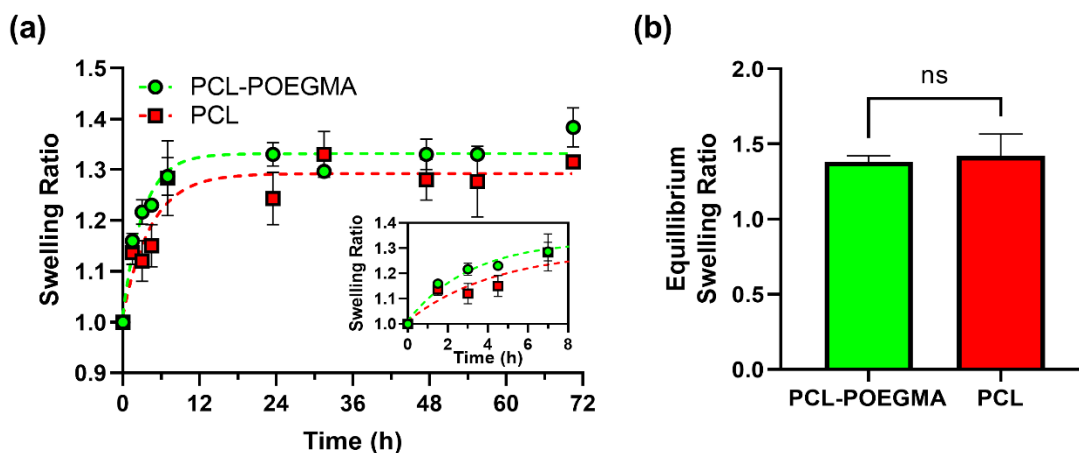 (a)
Swelling Ratio
1.5
1.4
1.3
1.2
1.1
1.0
0.9
PCL-POEGMA
PCL
Swelling Ratio
1.4
1.3
1.2
1.1
1.0
0 2 4 6 8
Time (h)
0 12 24 36 48 60 72
Time (h)
(b)
Equillibrium
Swelling Ratio
2.0
1.5
1.0
0.5
0.0
ns
PCL-POEGMA PCL